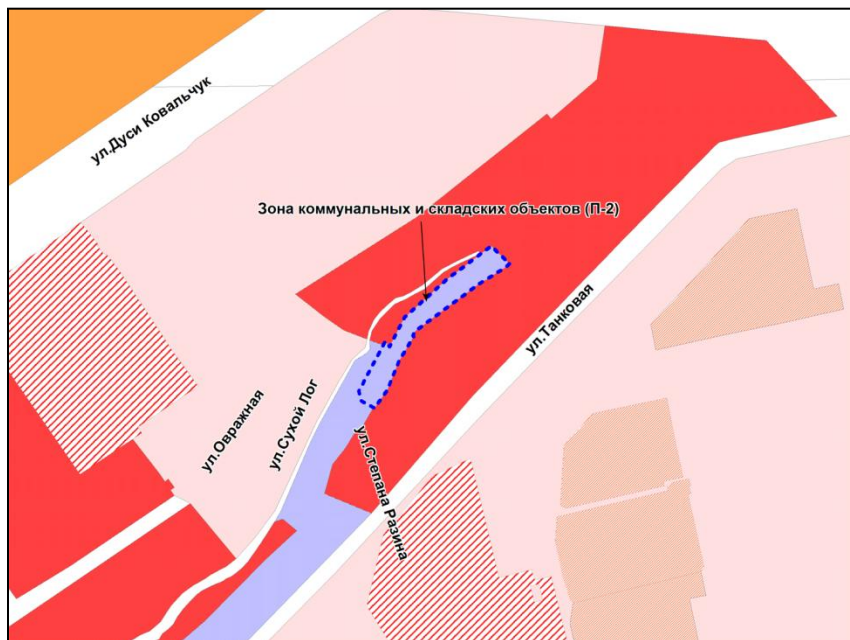 ул.Дуси Ковальчук
Зона коммунальных и складских объектов (П-2)
ул.Танковая
ул.Овражная
ул.Сухой Лог
ул.Степана Разина